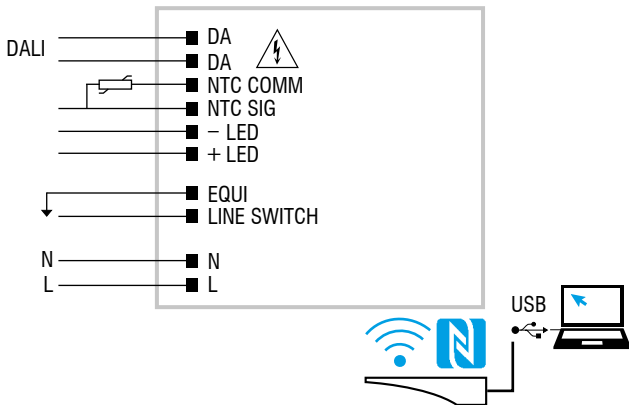 DALI
DA
DA
NTC COMM
NTC SIG
− LED
+ LED
EQUI
LINE SWITCH
N N
L L
USB